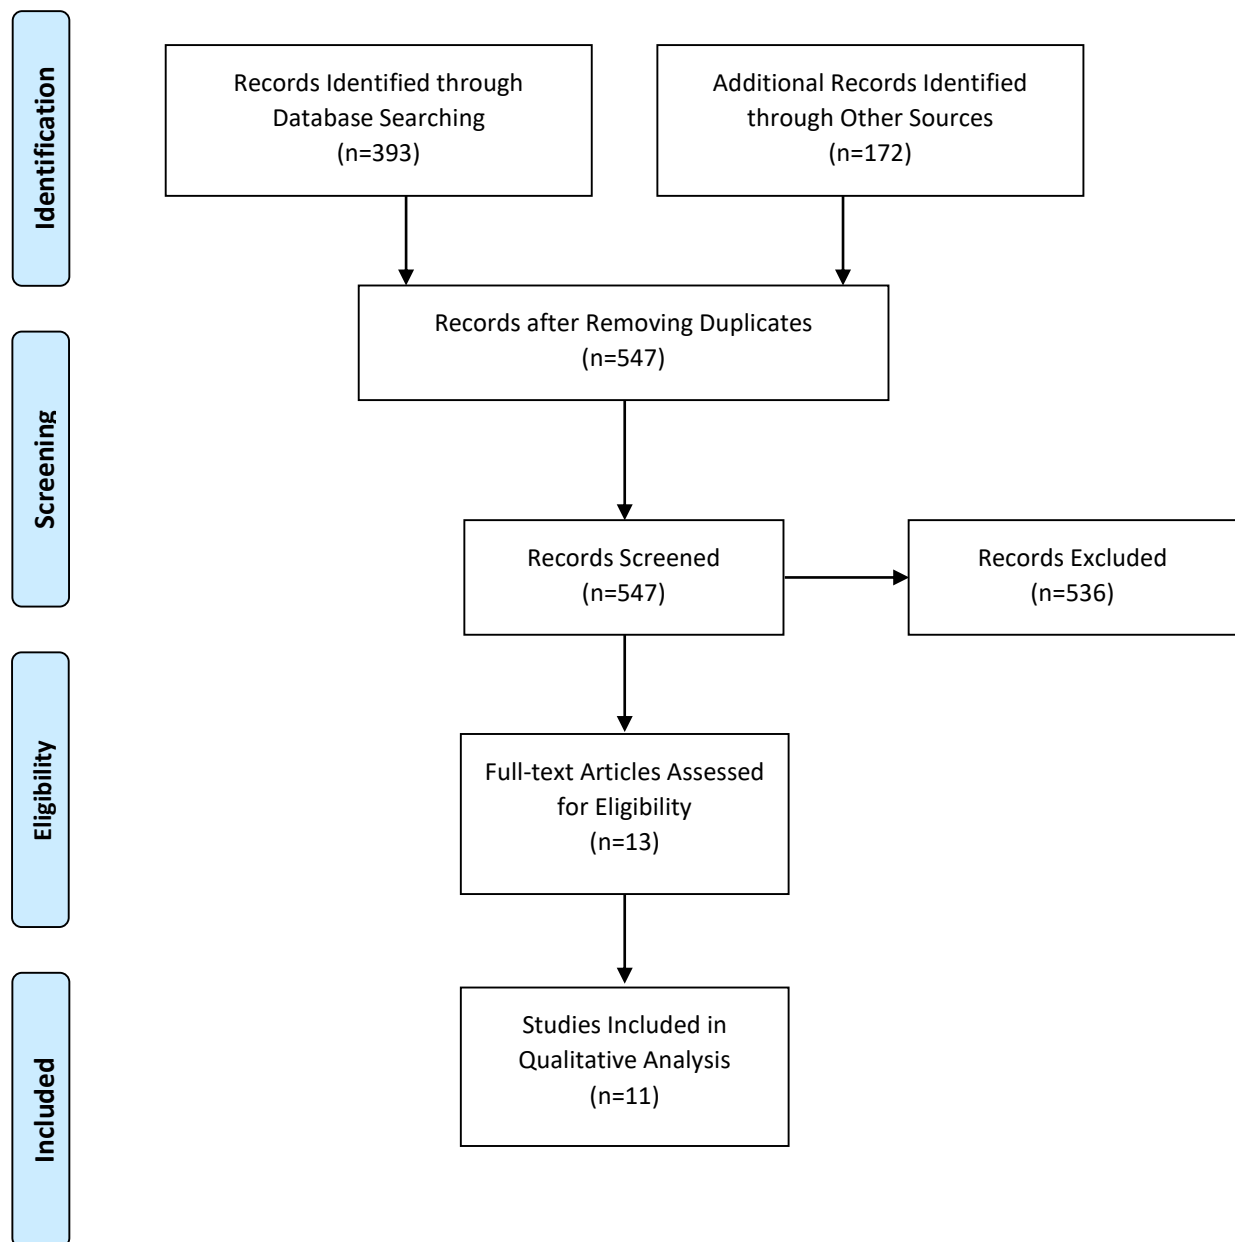 Identification
Records Identified through
Database Searching
(n=393)
Additional Records Identified
through Other Sources
(n=172)
Records after Removing Duplicates
(n=547)
Screening
Records Screened
(n=547)
Records Excluded
(n=536)
Eligibility
Full-text Articles Assessed
for Eligibility
(n=13)
Included
Studies Included in
Qualitative Analysis
(n=11)